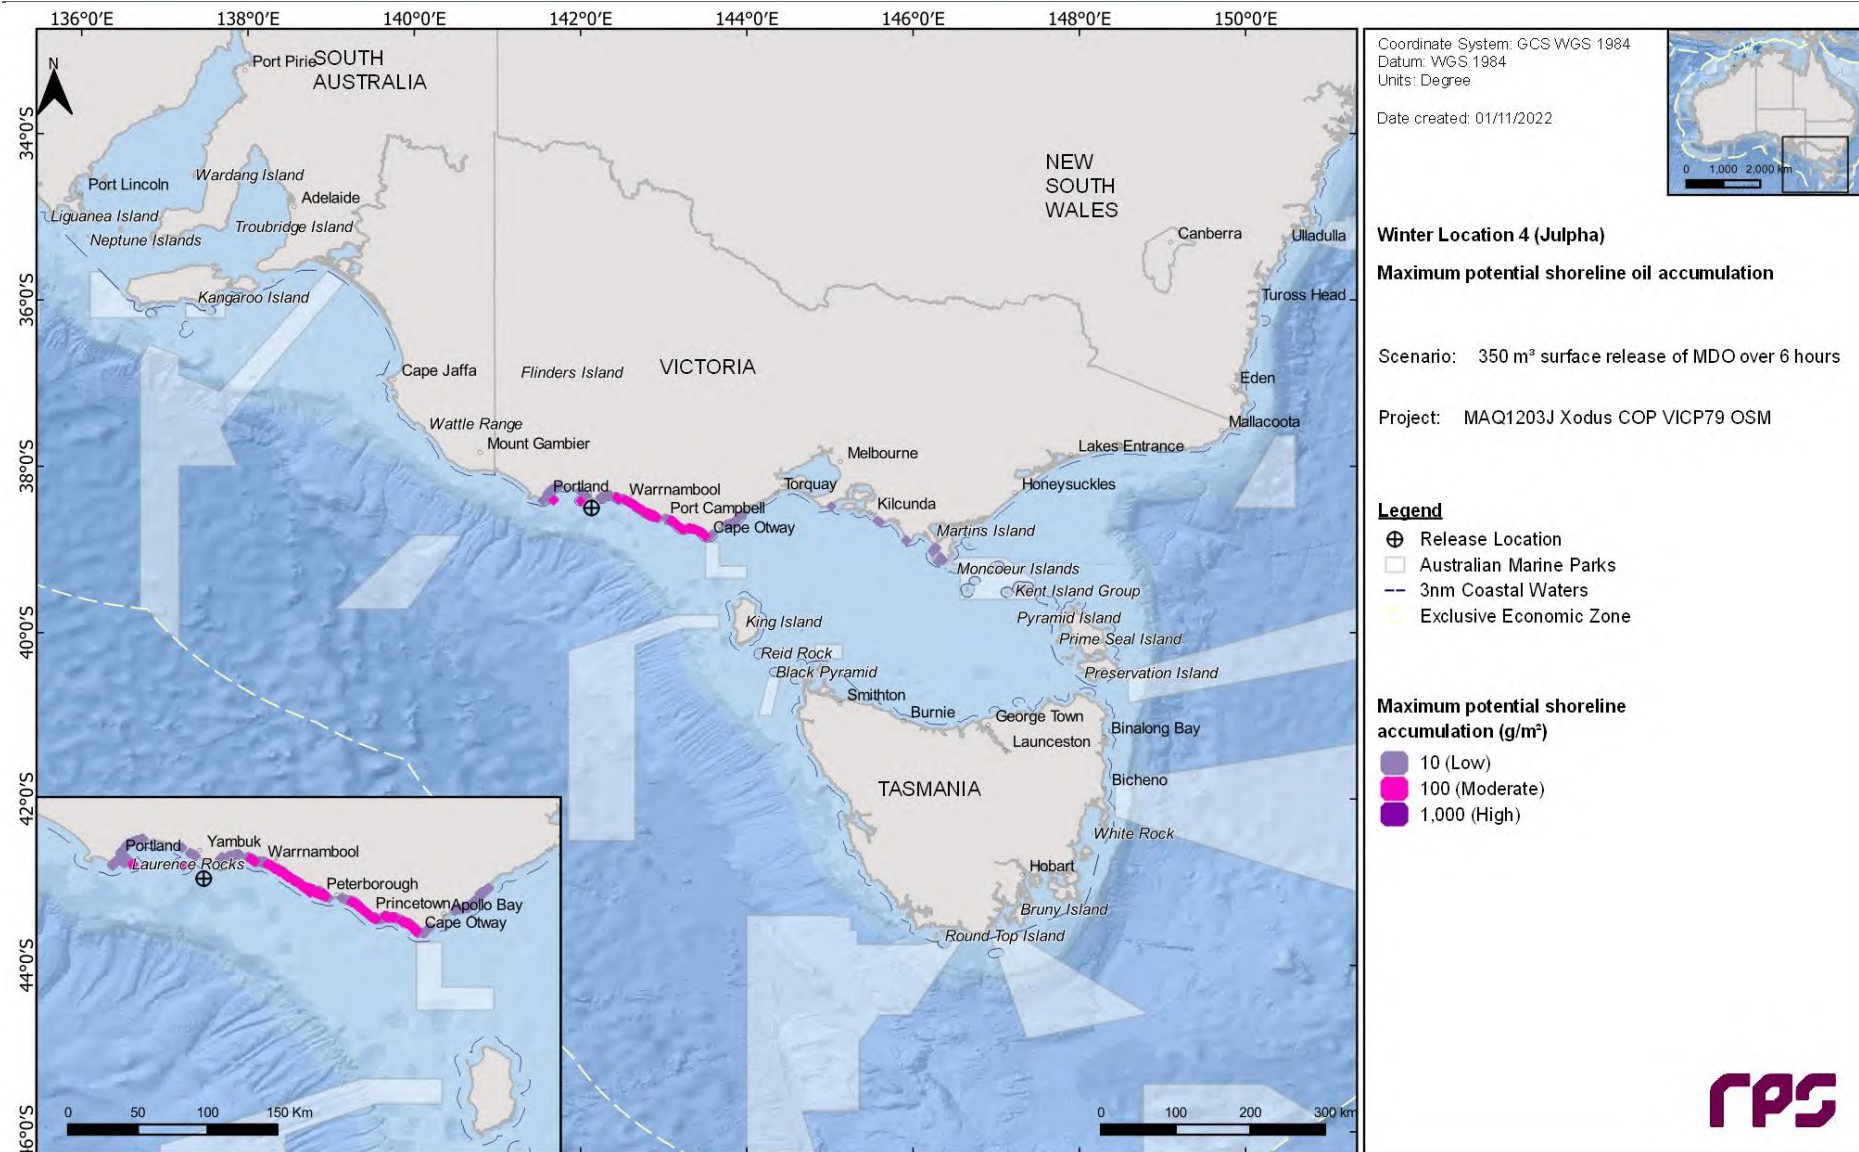 136°0'E 138°0'E 140°0'E 142°0'E 144°0'E 146°0'E 148°0'E 150°0'E
34°0'S
36°0'S
38°0'S
40°0'S
42°0'S
44°0'S
46°0'S
N
Port Pirie
SOUTH
AUSTRALIA
Port Lincoln
Wardang Island
Adelaide
Liguanea Island
Troubridge Island
Neptune Islands
Kangaroo Island
NEW
SOUTH
WALES
Canberra
Ulladulla
Tuross Head
Cape Jaffa
Flinders Island
VICTORIA
Eden
Mallacoota
Wattle Range
Mount Gambier
Melbourne
Lakes Entrance
Portland
Warrnambool
Torquay
Honeysuckles
Port Campbell
Kilcunda
Cape Otway
Martins Island
Moncoeur Islands
Kent Island Group
King Island
Pyramid Island
Prime Seal Island
Reid Rock
Black Pyramid
Preservation Island
Smithton
Burnie
George Town
Binalong Bay
Launceston
Bicheno
TASMANIA
White Rock
Hobart
Bruny Island
Round Top Island
Portland
Yambuk
Warrnambool
Laurence Rocks
Peterborough
Princetown
Apollo Bay
Cape Otway
0 50 100 150 Km
0 100 200 300 km
Coordinate System: GCS WGS 1984
Datum: WGS 1984
Units: Degree
Date created: 01/11/2022
0 1,000 2,000 km
Winter Location 4 (Julpha)
Maximum potential shoreline oil accumulation
Scenario: 350 m³ surface release of MDO over 6 hours
Project: MAQ1203J Xodus COP VICP79 OSM
Legend
Release Location
Australian Marine Parks
3nm Coastal Waters
Exclusive Economic Zone
Maximum potential shoreline
accumulation (g/m²)
10 (Low)
100 (Moderate)
1,000 (High)
rps